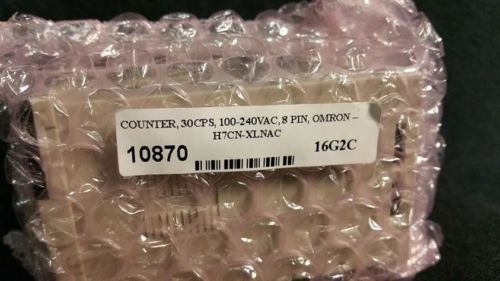 COUNTER, 30CPS, 100-240VAC, 8 PIN, OMRON –
H7CN-XLNAC
10870 16G2C